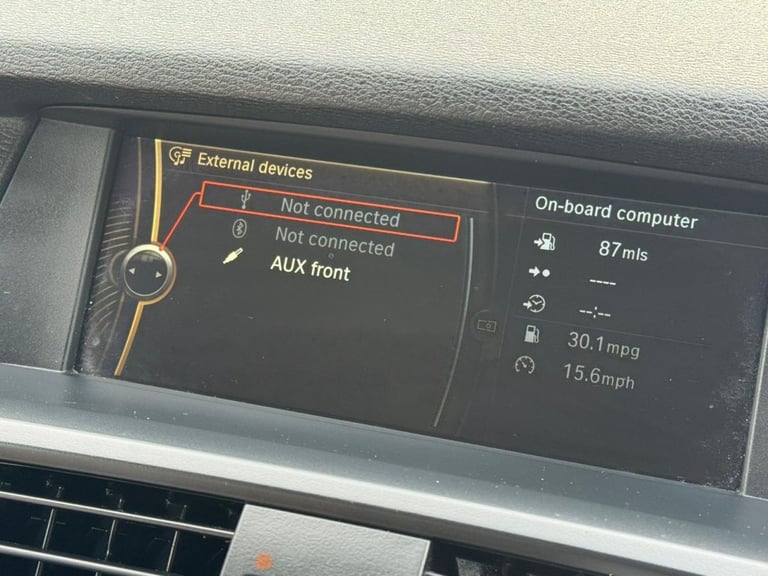 External devices
Not connected
Not connected
AUX front
On-board computer
87mls
----
--:--
30.1mpg
15.6mph